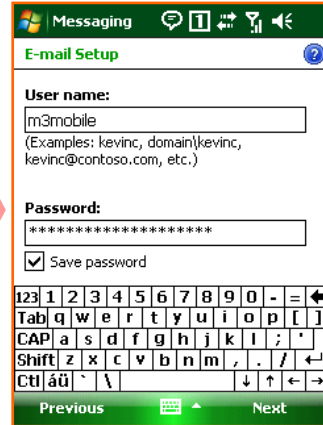 Messaging
E-mail Setup
User name:
m3mobile
(Examples: kevinc, domain\kevinc,
kevinc@contoso.com, etc.)
Password:
********************
Save password
123 1 2 3 4 5 6 7 8 9 0 - =
Tab q w e r t y u i o p [ ]
CAP a s d f g h j k l ; '
Shift z x c v b n m , . /
Ctl áü ` \
Previous Next